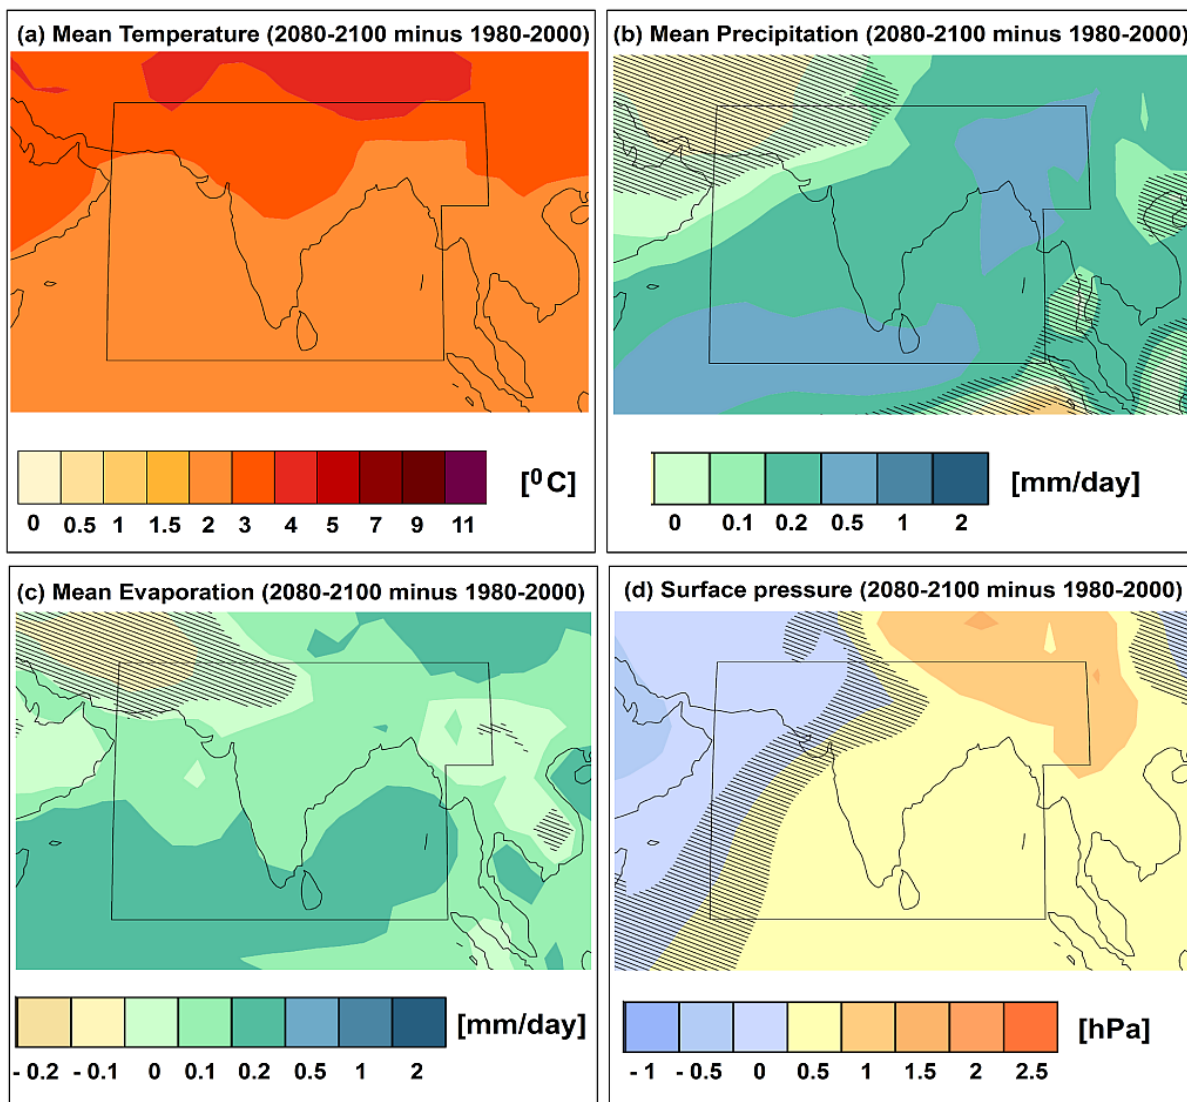 (a) Mean Temperature (2080-2100 minus 1980-2000)
[⁰C]
0 0.5 1 1.5 2 3 4 5 7 9 11
(b) Mean Precipitation (2080-2100 minus 1980-2000)
[mm/day]
0 0.1 0.2 0.5 1 2
(c) Mean Evaporation (2080-2100 minus 1980-2000)
[mm/day]
- 0.2 - 0.1 0 0.1 0.2 0.5 1 2
(d) Surface pressure (2080-2100 minus 1980-2000)
[hPa]
- 1 - 0.5 0 0.5 1 1.5 2 2.5